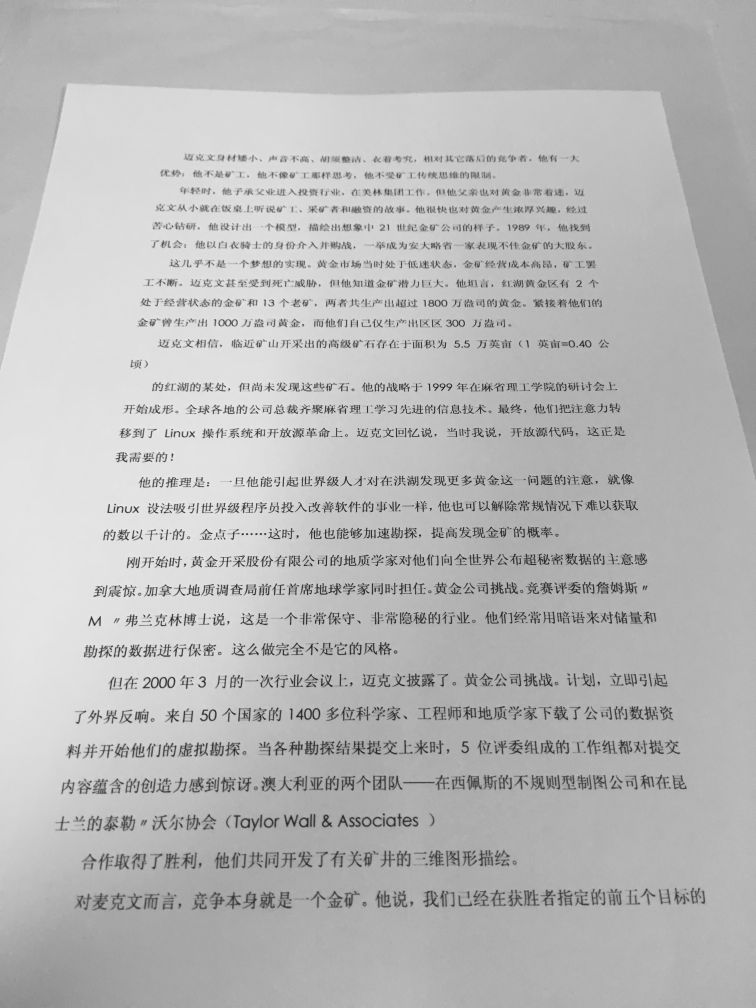 迈克文身材矮小、声音不高、胡须整洁、衣着考究，相对其它落后的竞争者，他有一大
优势：他不是矿工，他不像矿工那样思考，他不受矿工传统思维的限制。
年轻时，他子承父业进入投资行业，在美林集团工作。但他父亲也对黄金非常着迷，迈
克文从小就在饭桌上听说矿工、采矿者和融资的故事。他很快也对黄金产生浓厚兴趣，经过
苦心钻研，他设计出一个模型，描绘出想象中 21 世纪金矿公司的样子。1989 年，他找到
了机会：他以白衣骑士的身份介入并购战，一举成为安大略省一家表现不佳金矿的大股东。
这几乎不是一个梦想的实现。黄金市场当时处于低迷状态，金矿经营成本高昂，矿工罢
工不断。迈克文甚至受到死亡威胁，但他知道金矿潜力巨大。他坦言，红湖黄金区有 2 个
处于经营状态的金矿和 13 个老矿，两者共生产出超过 1800 万盎司的黄金。紧接着他们的
金矿曾生产出 1000 万盎司黄金，而他们自己仅生产出区区 300 万盎司。
迈克文相信，临近矿山开采出的高级矿石存在于面积为 5.5 万英亩（1 英亩=0.40 公
顷）
的红湖的某处，但尚未发现这些矿石。他的战略于 1999 年在麻省理工学院的研讨会上
开始成形。全球各地的公司总裁齐聚麻省理工学习先进的信息技术。最终，他们把注意力转
移到了 Linux 操作系统和开放源革命上。迈克文回忆说，当时我说，开放源代码，这正是
我需要的！
他的推理是：一旦他能引起世界级人才对在洪湖发现更多黄金这一问题的注意，就像
Linux 设法吸引世界级程序员投入改善软件的事业一样，他也可以解除常规情况下难以获取
的数以千计的。金点子……这时，他也能够加速勘探，提高发现金矿的概率。
刚开始时，黄金开采股份有限公司的地质学家对他们向全世界公布超秘密数据的主意感
到震惊。加拿大地质调查局前任首席地球学家同时担任。黄金公司挑战。竞赛评委的詹姆斯〃
M 〃弗兰克林博士说，这是一个非常保守、非常隐秘的行业。他们经常用暗语来对储量和
勘探的数据进行保密。这么做完全不是它的风格。
但在 2000 年 3 月的一次行业会议上，迈克文披露了。黄金公司挑战。计划，立即引起
了外界反响。来自 50 个国家的 1400 多位科学家、工程师和地质学家下载了公司的数据资
料并开始他们的虚拟勘探。当各种勘探结果提交上来时，5 位评委组成的工作组都对提交
内容蕴含的创造力感到惊讶。澳大利亚的两个团队——在西佩斯的不规则型制图公司和在昆
士兰的泰勒〃沃尔协会（Taylor Wall & Associates ）
合作取得了胜利，他们共同开发了有关矿井的三维图形描绘。
对麦克文而言，竞争本身就是一个金矿。他说，我们已经在获胜者指定的前五个目标的